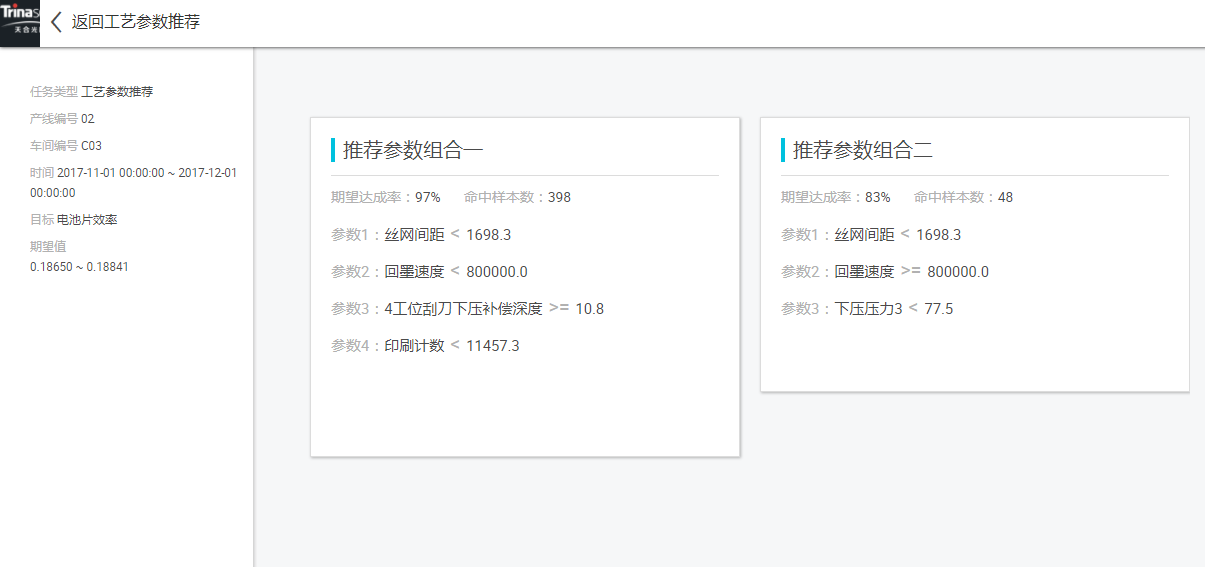 Trinas
天合光
返回工艺参数推荐
任务类型 工艺参数推荐
产线编号 02
车间编号 C03
时间 2017-11-01 00:00:00 ~ 2017-12-01
00:00:00
目标 电池片效率
期望值
0.18650 ~ 0.18841
推荐参数组合一
期望达成率：97% 命中样本数：398
参数1：丝网间距 < 1698.3
参数2：回墨速度 < 800000.0
参数3：4工位刮刀下压补偿深度 >= 10.8
参数4：印刷计数 < 11457.3
推荐参数组合二
期望达成率：83% 命中样本数：48
参数1：丝网间距 < 1698.3
参数2：回墨速度 >= 800000.0
参数3：下压压力3 < 77.5